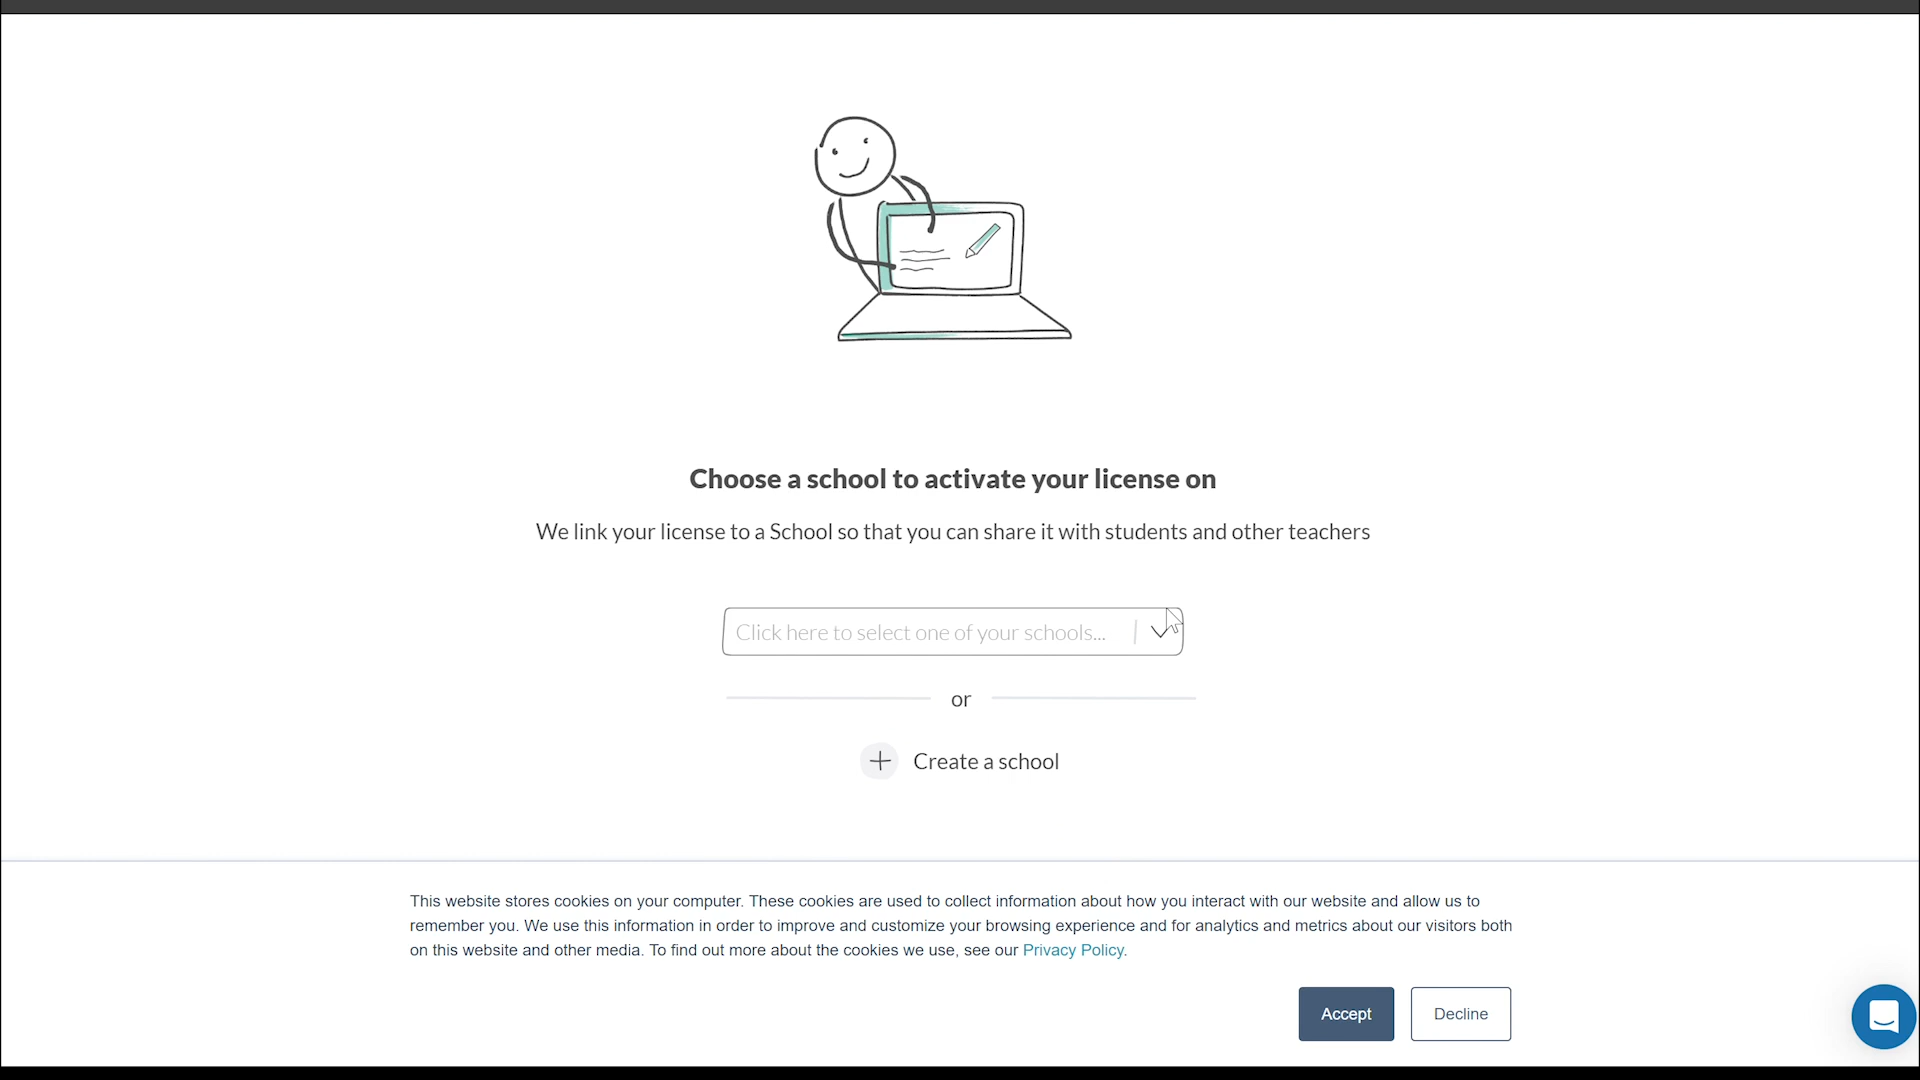 Choose a school to activate your license on
We link your license to a School so that you can share it with students and other teachers
Click here to select one of your schools...
or
Create a school
This website stores cookies on your computer. These cookies are used to collect information about how you interact with our website and allow us to
remember you. We use this information in order to improve and customize your browsing experience and for analytics and metrics about our visitors both
on this website and other media. To find out more about the cookies we use, see our Privacy Policy.
Accept
Decline